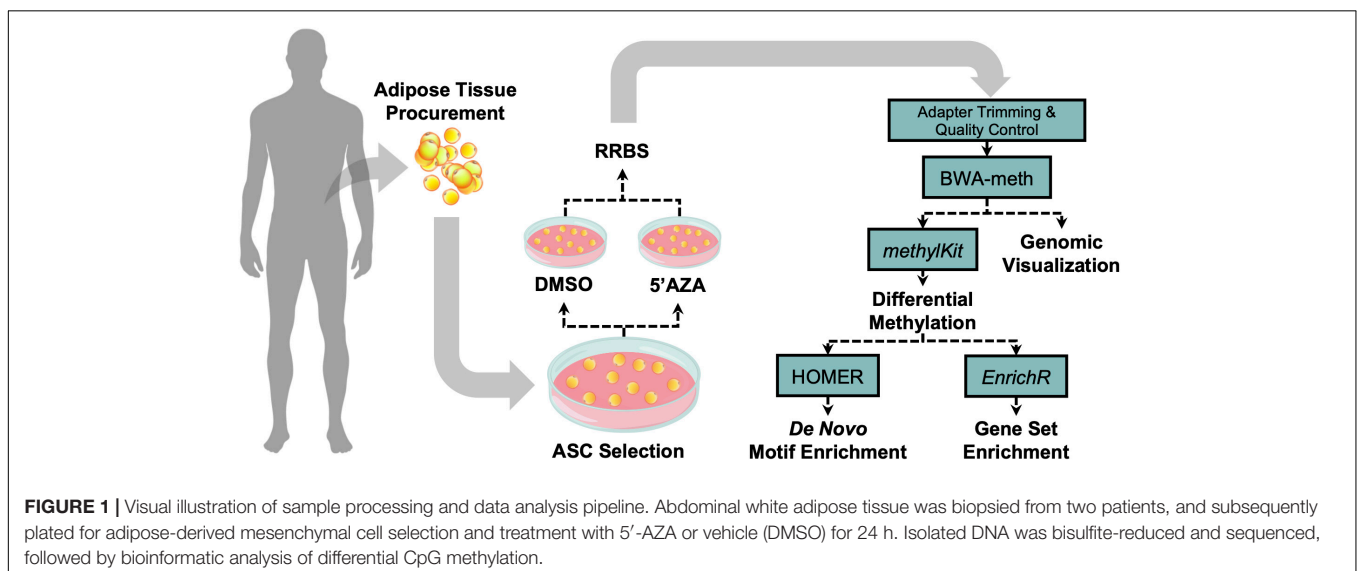 Adipose Tissue
Procurement
RRBS
DMSO
5'AZA
ASC Selection
Adapter Trimming &
Quality Control
BWA-meth
methylKit
Genomic
Visualization
Differential
Methylation
HOMER
EnrichR
De Novo
Motif Enrichment
Gene Set
Enrichment
FIGURE 1 | Visual illustration of sample processing and data analysis pipeline. Abdominal white adipose tissue was biopsied from two patients, and subsequently
plated for adipose-derived mesenchymal cell selection and treatment with 5′-AZA or vehicle (DMSO) for 24 h. Isolated DNA was bisulfite-reduced and sequenced,
followed by bioinformatic analysis of differential CpG methylation.